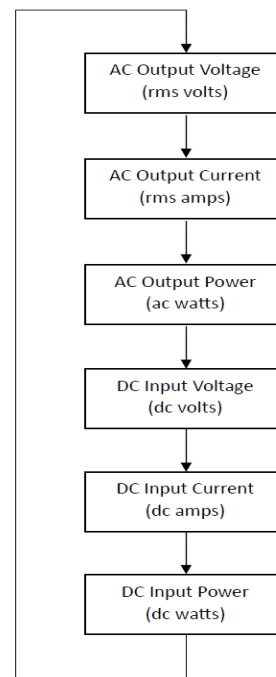 AC Output Voltage
(rms volts)
AC Output Current
(rms amps)
AC Output Power
(ac watts)
DC Input Voltage
(dc volts)
DC Input Current
(dc amps)
DC Input Power
(dc watts)